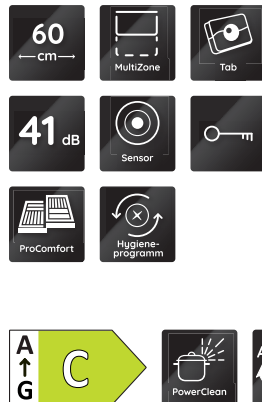 60
cm
MultiZone
Tab
41 dB
Sensor
ProComfort
Hygiene-
programm
A
G
C
PowerClean